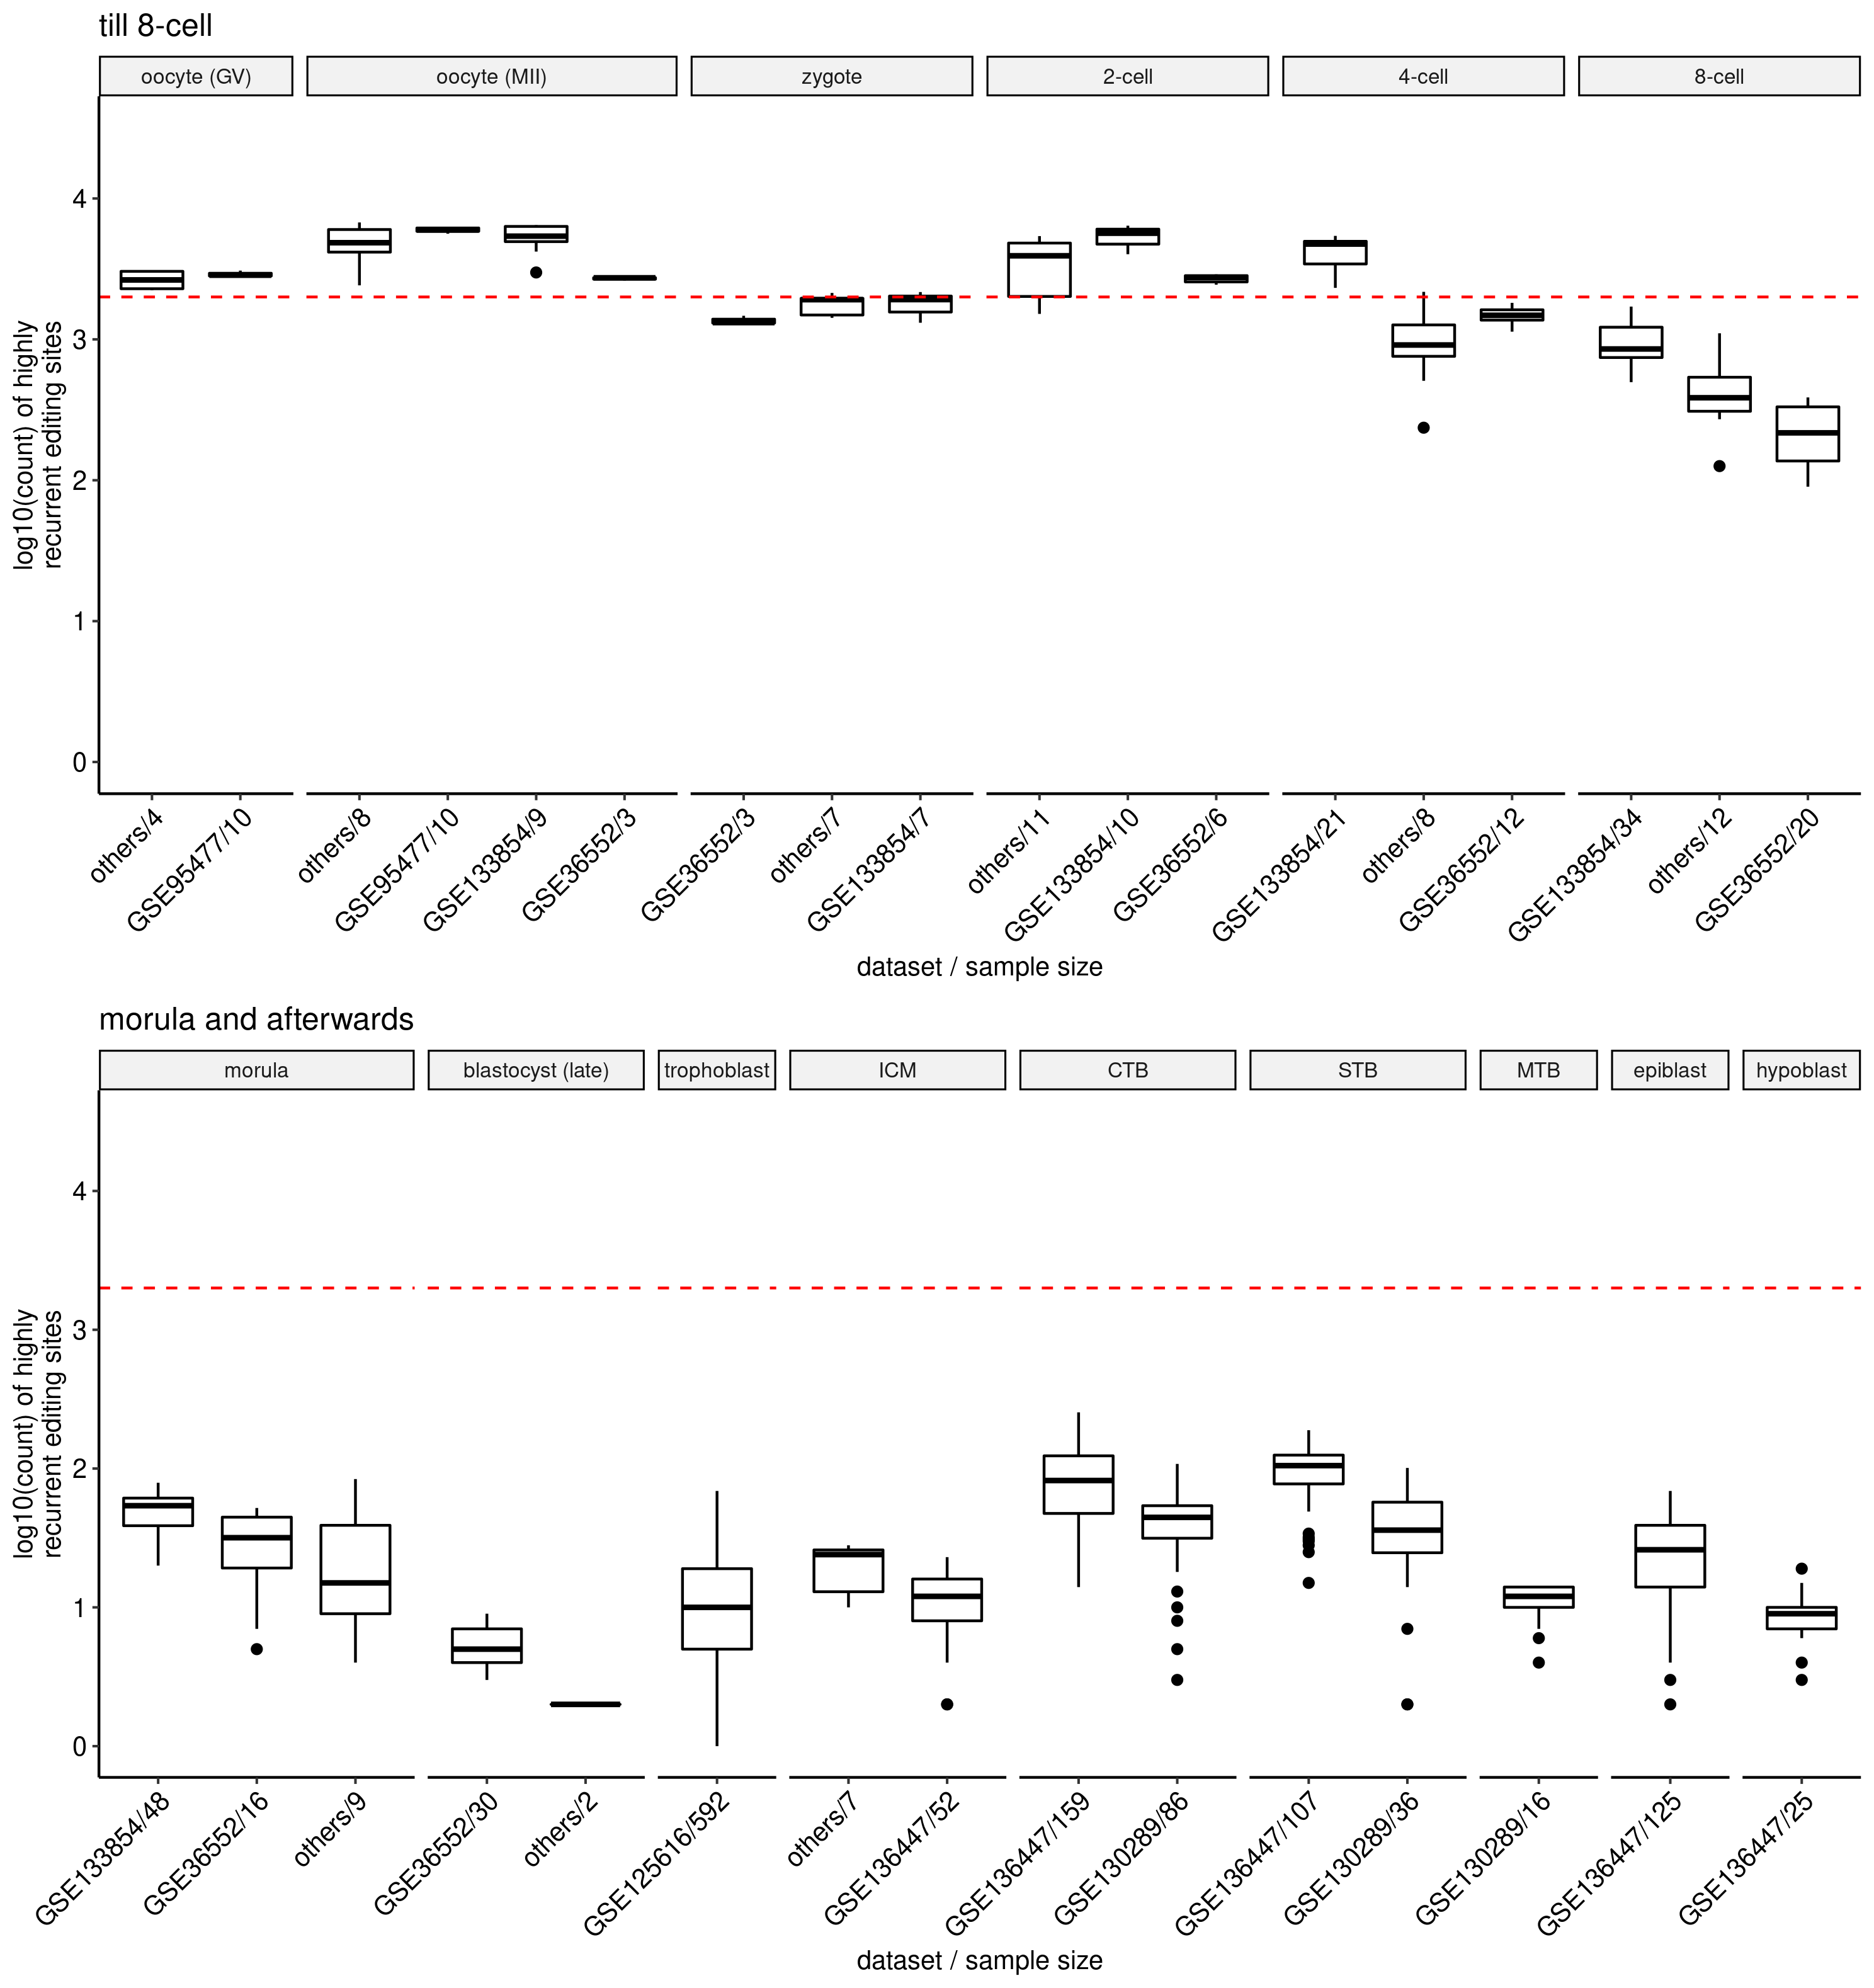 till 8-cell
oocyte (GV)
oocyte (MII)
zygote
2-cell
4-cell
8-cell
log10(count) of highly
recurrent editing sites
4
3
2
1
0
others/4
GSE95477/10
others/8
GSE95477/10
GSE133854/9
GSE36552/3
GSE36552/3
others/7
GSE133854/7
others/11
GSE133854/10
GSE36552/6
GSE133854/21
others/8
GSE36552/12
GSE133854/34
others/12
GSE36552/20
dataset / sample size
morula and afterwards
morula
blastocyst (late)
trophoblast
ICM
CTB
STB
MTB
epiblast
hypoblast
log10(count) of highly
recurrent editing sites
4
3
2
1
0
GSE133854/48
GSE36552/16
others/9
GSE36552/30
others/2
GSE125616/592
others/7
GSE136447/52
GSE136447/159
GSE130289/86
GSE136447/107
GSE130289/36
GSE130289/16
GSE136447/125
GSE136447/25
dataset / sample size